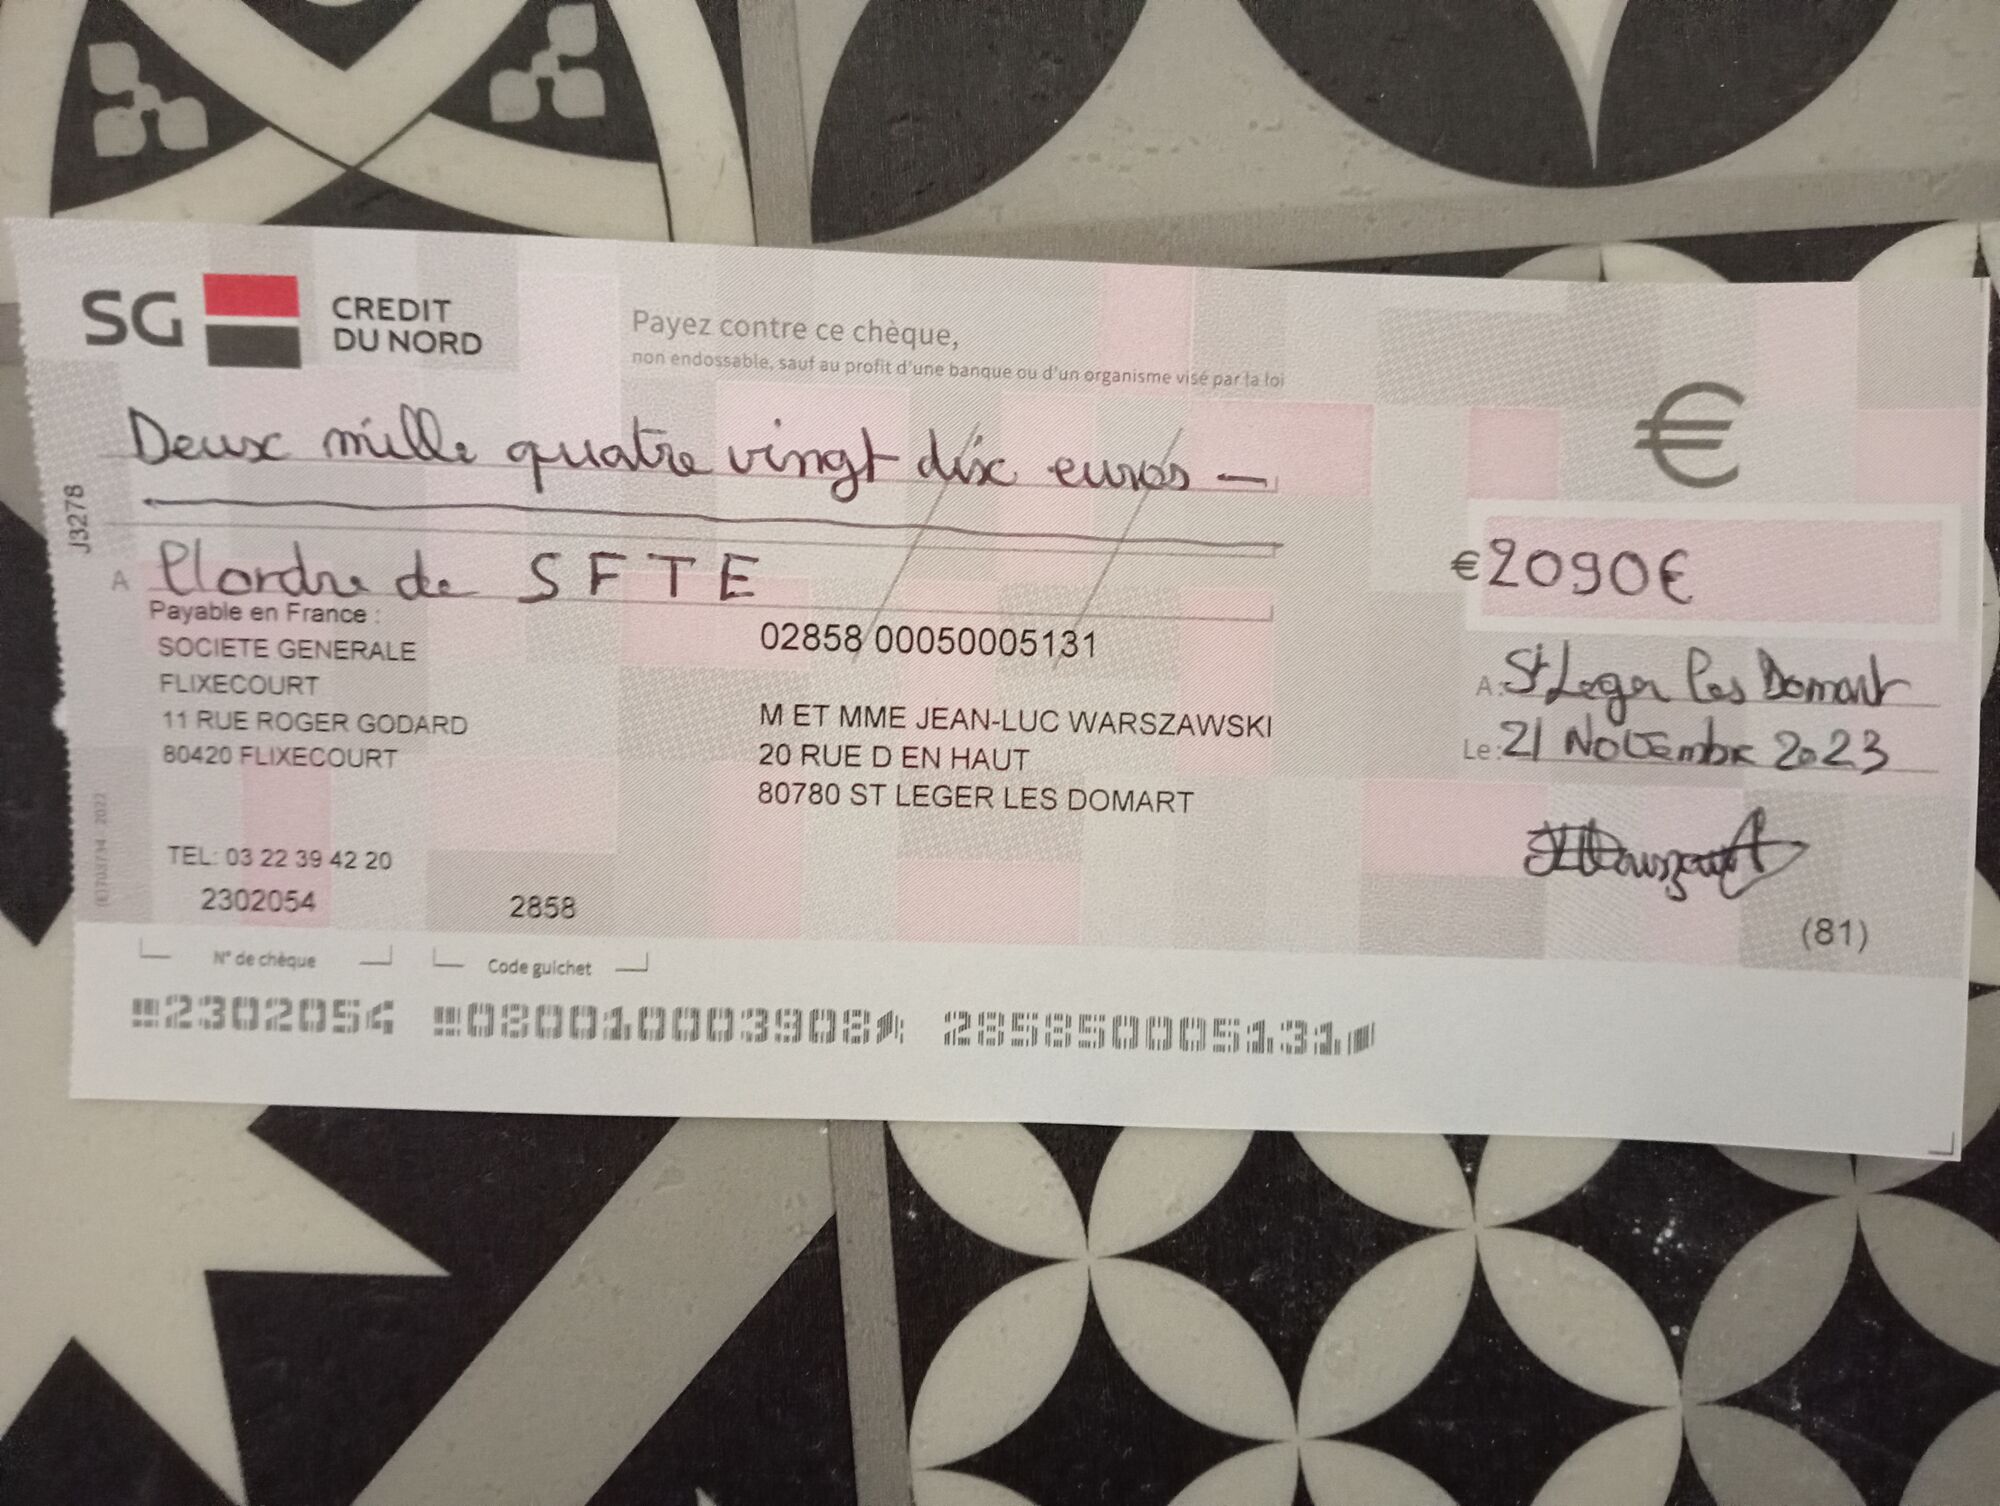 SG CREDIT
DU NORD
Payez contre ce chèque,
non endossable, sauf au profit d'une banque ou d'un organisme visé par la loi
€
Deux mille quatre vingt dix euros —
J3278
A L'ordre de SFTE
€ 2090€
Payable en France :
SOCIETE GENERALE
FLIXECOURT
11 RUE ROGER GODARD
80420 FLIXECOURT
02858 00050005131
M ET MME JEAN-LUC WARSZAWSKI
20 RUE D EN HAUT
80780 ST LEGER LES DOMART
A: St Leger les Domart
Le: 21 Novembre 2023
TEL: 03 22 39 42 20
2302054
2858
(81)
N° de chèque
Code guichet
2302054 080010003908 285850005131